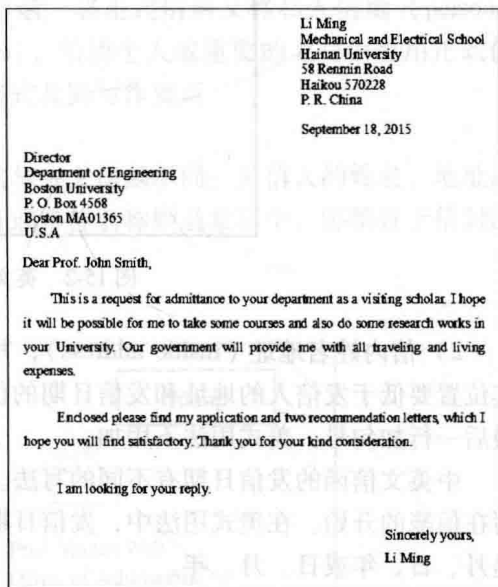 Li Ming
Mechanical and Electrical School
Hainan University
58 Renmin Road
Haikou 570228
P. R. China
September 18, 2015
Director
Department of Engineering
Boston University
P. O. Box 4568
Boston MA01365
U.S.A
Dear Prof. John Smith,
This is a request for admittance to your department as a visiting scholar. I hope
it will be possible for me to take some courses and also do some research works in
your University. Our government will provide me with all traveling and living
expenses.
Enclosed please find my application and two recommendation letters, which I
hope you will find satisfactory. Thank you for your kind consideration.
I am looking for your reply.
Sincerely yours,
Li Ming